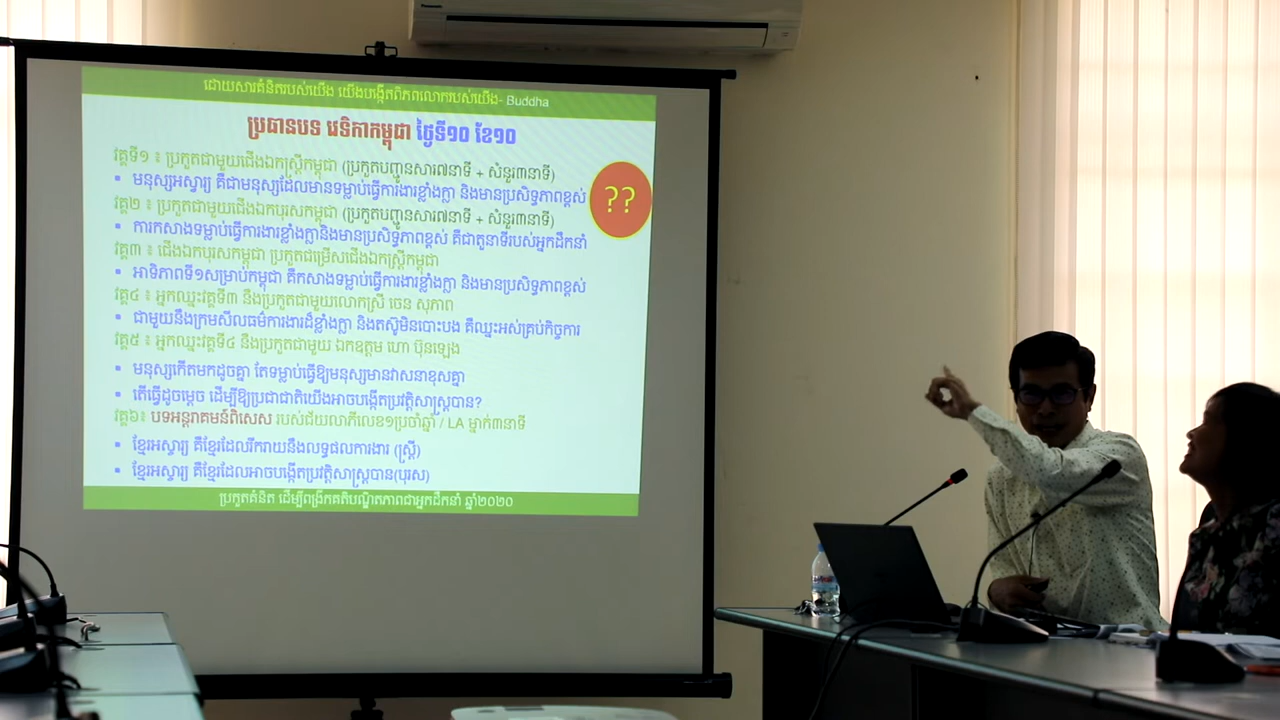 Panasonic
ដោយសារគំនិតរបស់យើង យើងបង្កើតពិភពលោករបស់យើង- Buddha
ប្រធានបទ វេទិកាកម្ពុជា ថ្ងៃទី១០ ខែ១០
វគ្គទី១ ៖ ប្រកួតជាមួយជើងឯកស្ត្រីកម្ពុជា (ប្រកួតបញ្ជូនសារ៧នាទី + សំនួរ៣នាទី)
▪ មនុស្សអស្ចារ្យ គឺជាមនុស្សដែលមានទម្លាប់ធ្វើការងារខ្លាំងក្លា និងមានប្រសិទ្ធភាពខ្ពស់
??
វគ្គ២ ៖ ប្រកួតជាមួយជើងឯកបុរសកម្ពុជា (ប្រកួតបញ្ជូនសារ៧នាទី + សំនួរ៣នាទី)
▪ ការកសាងទម្លាប់ធ្វើការងារខ្លាំងក្លានិងមានប្រសិទ្ធភាពខ្ពស់ គឺជាតួនាទីរបស់អ្នកដឹកនាំ
វគ្គ៣ ៖ ជើងឯកបុរសកម្ពុជា ប្រកួតជម្រើសជើងឯកស្ត្រីកម្ពុជា
▪ អាទិភាពទី១សម្រាប់កម្ពុជា គឺកសាងទម្លាប់ធ្វើការងារខ្លាំងក្លា និងមានប្រសិទ្ធភាពខ្ពស់
វគ្គ៤ ៖ អ្នកឈ្នះវគ្គទី៣ នឹងប្រកួតជាមួយលោកស្រី ចេន សុភាព
▪ ជាមួយនឹងក្រមសីលធម៌ការងារដ៏ខ្លាំងក្លា និងតស៊ូមិនបោះបង់ គឺឈ្នះអស់គ្រប់កិច្ចការ
វគ្គ៥ ៖ អ្នកឈ្នះវគ្គទី៤ នឹងប្រកួតជាមួយ ឯកឧត្តម ហោ ប៊ុនឡេង
▪ មនុស្សកើតមកដូចគ្នា តែទម្លាប់ធ្វើឱ្យមនុស្សមានវាសនាខុសគ្នា
▪ តើធ្វើដូចម្តេច ដើម្បីឱ្យប្រជាជាតិយើងអាចបង្កើតប្រវត្តិសាស្ត្របាន?
វគ្គ៦៖ បទអន្តរាគមន៍ពិសេស របស់ជ័យលាភីលេខ១ប្រចាំឆ្នាំ / LA ម្នាក់៣នាទី
▪ ខ្មែរអស្ចារ្យ គឺខ្មែរដែលរីករាយនឹងលទ្ធផលការងារ (ស្ត្រី)
▪ ខ្មែរអស្ចារ្យ គឺខ្មែរដែលអាចបង្កើតប្រវត្តិសាស្ត្របាន(បុរស)
ប្រកួតគំនិត ដើម្បីពង្រីកគតិបណ្ឌិតភាពជាអ្នកដឹកនាំ ឆ្នាំ២០២០